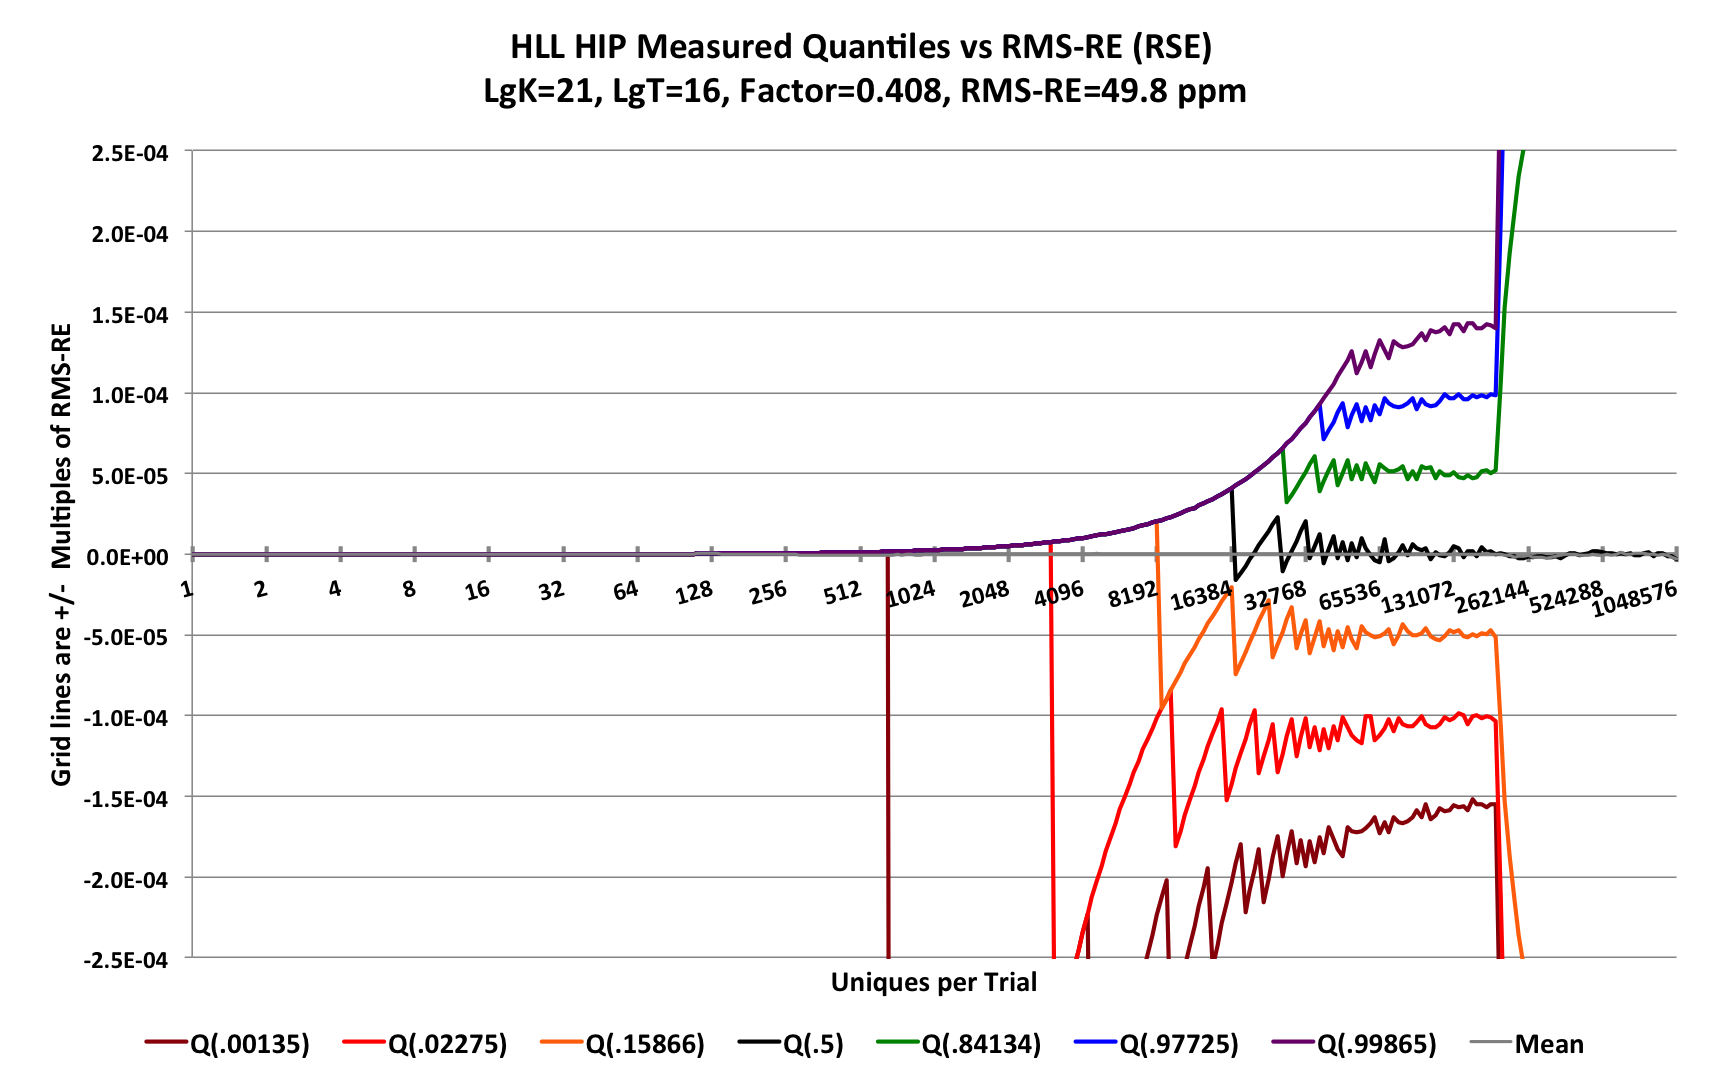 HLL HIP Measured Quantiles vs RMS-RE (RSE)
LgK=21, LgT=16, Factor=0.408, RMS-RE=49.8 ppm
Grid lines are +/-  Multiples of RMS-RE
2.5E-04
2.0E-04
1.5E-04
1.0E-04
5.0E-05
0.0E+00
-5.0E-05
-1.0E-04
-1.5E-04
-2.0E-04
-2.5E-04
1 2 4 8 16 32 64 128 256 512 1024 2048 4096 8192 16384 32768 65536 131072 262144 524288 1048576
Uniques per Trial
Q(.00135) Q(.02275) Q(.15866) Q(.5) Q(.84134) Q(.97725) Q(.99865) Mean